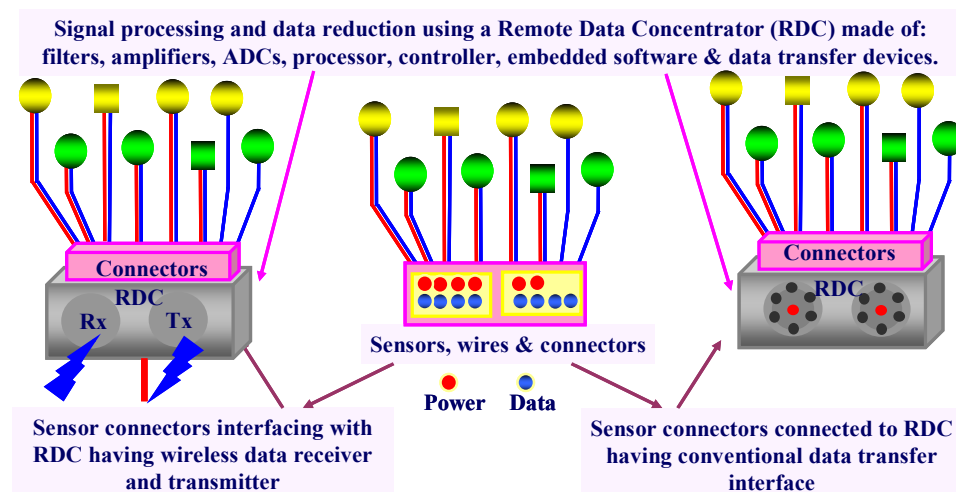 Signal processing and data reduction using a Remote Data Concentrator (RDC) made of:
filters, amplifiers, ADCs, processor, controller, embedded software & data transfer devices.
Connectors
RDC
Rx
Tx
Sensors, wires & connectors
Power
Data
Connectors
RDC
Sensor connectors interfacing with
RDC having wireless data receiver
and transmitter
Sensor connectors connected to RDC
having conventional data transfer
interface